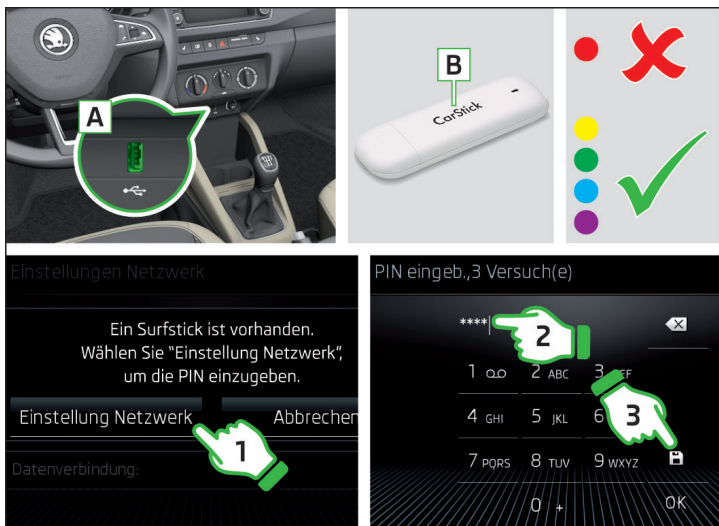 A
B
CarStick
Einstellungen Netzwerk
Ein Surfstick ist vorhanden.
Wählen Sie "Einstellung Netzwerk",
um die PIN einzugeben.
Einstellung Netzwerk
Abbrechen
1
Datenverbindung:
PIN eingeb.,3 Versuch(e)
****
2
1 2 ABC 3
4 GHI 5 JKL 6
3
7 PQRS 8 TUV 9 WXYZ
0 + OK